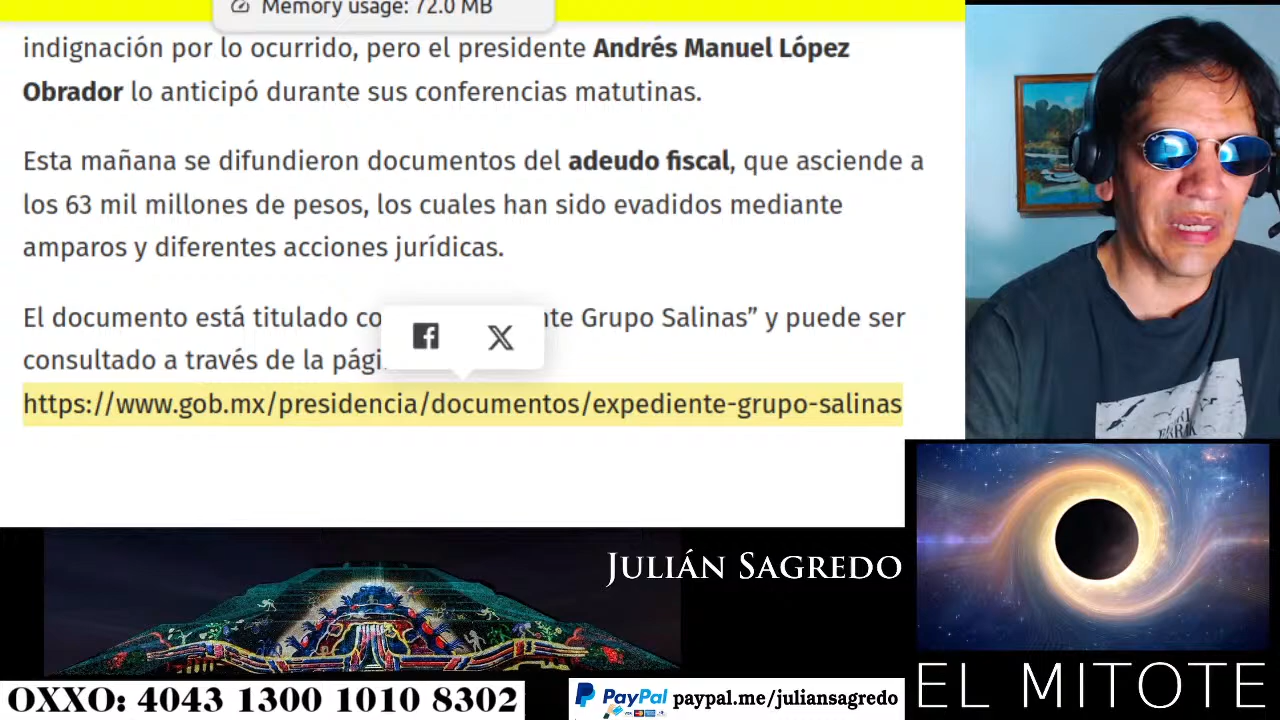 Memory usage: 72.0 MB
indignación por lo ocurrido, pero el presidente Andrés Manuel López
Obrador lo anticipó durante sus conferencias matutinas.
Esta mañana se difundieron documentos del adeudo fiscal, que asciende a
los 63 mil millones de pesos, los cuales han sido evadidos mediante
amparos y diferentes acciones jurídicas.
El documento está titulado co nte Grupo Salinas” y puede ser
consultado a través de la pági
https://www.gob.mx/presidencia/documentos/expediente-grupo-salinas
JULIÁN SAGREDO
EL MITOTE
OXXO: 4043 1300 1010 8302
PayPal paypal.me/juliansagredo